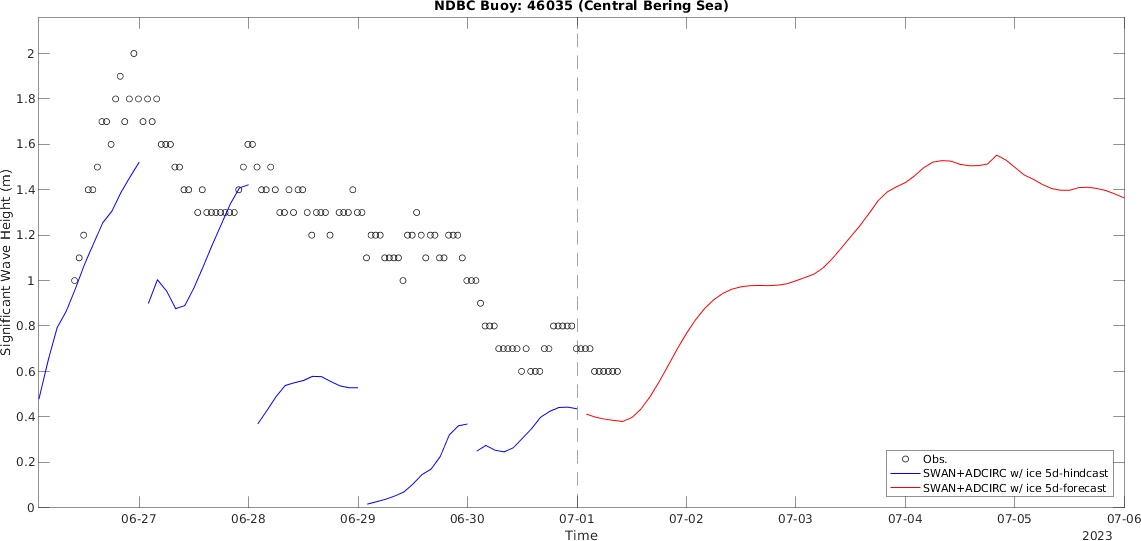 NDBC Buoy: 46035 (Central Bering Sea)
Significant Wave Height (m)
2
1.8
1.6
1.4
1.2
1
0.8
0.6
0.4
0.2
0
Obs.
SWAN+ADCIRC w/ ice 5d-hindcast
SWAN+ADCIRC w/ ice 5d-forecast
06-27 06-28 06-29 06-30 07-01 07-02 07-03 07-04 07-05 07-06
Time
2023